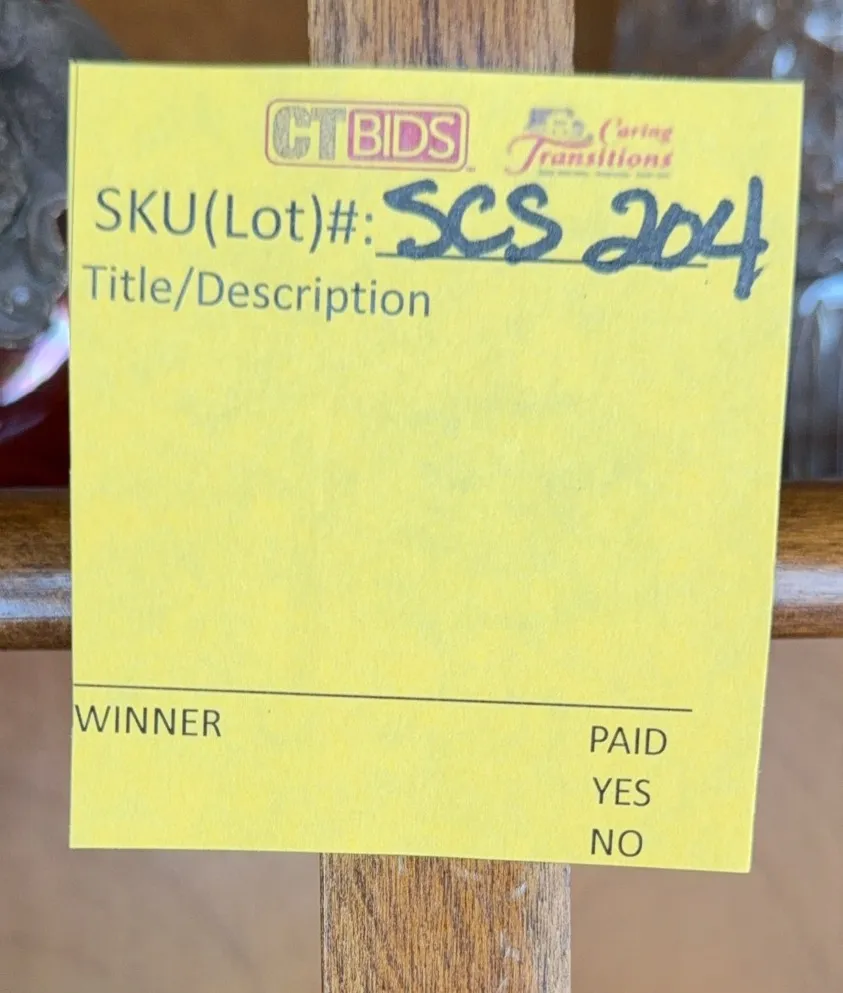 CTBIDS
Caring
Transitions
SKU(Lot)#: SCS 204
Title/Description
WINNER
PAID
YES
NO